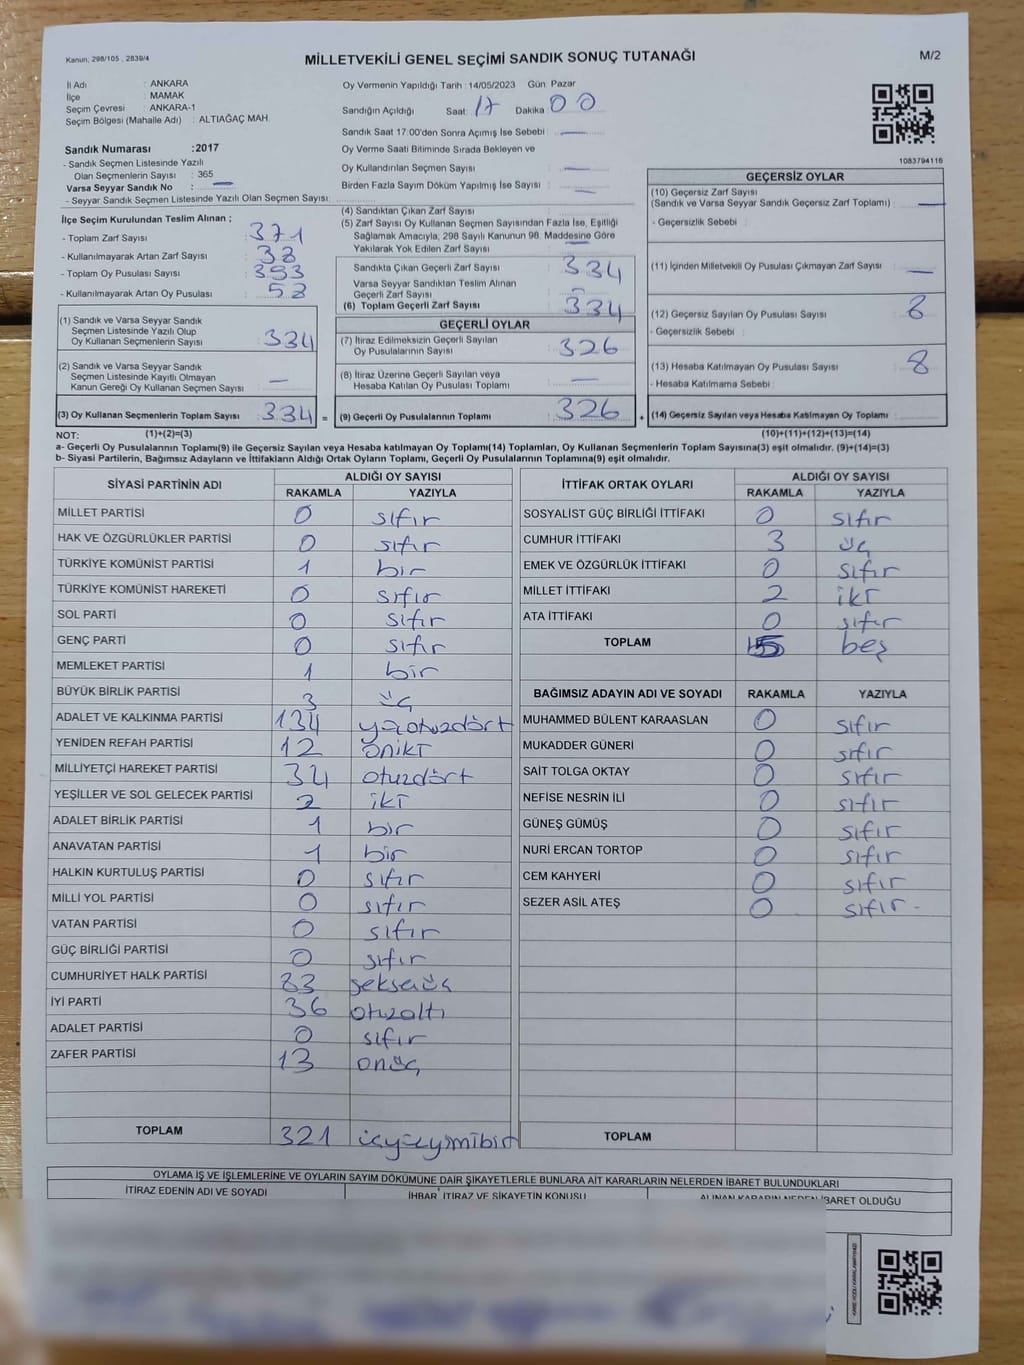 Kanun, 298/105 , 2839/4
MİLLETVEKİLİ GENEL SEÇİMİ SANDIK SONUÇ TUTANAĞI
M/2
İl Adı : ANKARA
İlçe : MAMAK
Seçim Çevresi : ANKARA-1
Seçim Bölgesi (Mahalle Adı) : ALTIAĞAÇ MAH.
Oy Vermenin Yapıldığı Tarih : 14/05/2023 Gün: Pazar
Sandığın Açıldığı Saat: 17 Dakika: 00
Sandık Saat 17:00'den Sonra Açımış İse Sebebi : —
Oy Verme Saati Bitiminde Sırada Bekleyen ve
Oy Kullandırılan Seçmen Sayısı : —
Birden Fazla Sayım Döküm Yapılmış İse Sayısı : —
1083794116
Sandık Numarası : 2017
- Sandık Seçmen Listesinde Yazılı
Olan Seçmenlerin Sayısı : 365
Varsa Seyyar Sandık No : —
- Seyyar Sandık Seçmen Listesinde Yazılı Olan Seçmen Sayısı:
İlçe Seçim Kurulundan Teslim Alınan ;
- Toplam Zarf Sayısı : 371
- Kullanılmayarak Artan Zarf Sayısı :
- Toplam Oy Pusulası Sayısı : 393
- Kullanılmayarak Artan Oy Pusulası :
(1) Sandık ve Varsa Seyyar Sandık
Seçmen Listesinde Yazılı Olup
Oy Kullanan Seçmenlerin Sayısı : 334
(2) Sandık ve Varsa Seyyar Sandık
Seçmen Listesinde Kayıtlı Olmayan
Kanun Gereği Oy Kullanan Seçmen Sayısı : —
(3) Oy Kullanan Seçmenlerin Toplam Sayısı : 334 =
(4) Sandıktan Çıkan Zarf Sayısı :
(5) Zarf Sayısı Oy Kullanan Seçmen Sayısından Fazla İse, Eşitliği
Sağlamak Amacıyla, 298 Sayılı Kanunun 98. Maddesine Göre
Yakılarak Yok Edilen Zarf Sayısı : —
Sandıkta Çıkan Geçerli Zarf Sayısı : 334
Varsa Seyyar Sandıktan Teslim Alınan
Geçerli Zarf Sayısı : —
(6) Toplam Geçerli Zarf Sayısı : 334
GEÇERLİ OYLAR
(7) İtiraz Edilmeksizin Geçerli Sayılan
Oy Pusulalarının Sayısı : 326
(8) İtiraz Üzerine Geçerli Sayılan veya
Hesaba Katılan Oy Pusulası Toplamı : —
(9) Geçerli Oy Pusulalarının Toplamı : 326 +
GEÇERSİZ OYLAR
(10) Geçersiz Zarf Sayısı
(Sandık ve Varsa Seyyar Sandık Geçersiz Zarf Toplamı) : —
- Geçersizlik Sebebi :
(11) İçinden Milletvekili Oy Pusulası Çıkmayan Zarf Sayısı : —
(12) Geçersiz Sayılan Oy Pusulası Sayısı : 8
- Geçersizlik Sebebi :
(13) Hesaba Katılmayan Oy Pusulası Sayısı : 8
- Hesaba Katılmama Sebebi :
(14) Geçersiz Sayılan veya Hesaba Katılmayan Oy Toplamı :
NOT: (1)+(2)=(3)
(10)+(11)+(12)+(13)=(14)
a- Geçerli Oy Pusulalarının Toplamı(9) ile Geçersiz Sayılan veya Hesaba katılmayan Oy Toplamı(14) Toplamları, Oy Kullanan Seçmenlerin Toplam Sayısına(3) eşit olmalıdır. (9)+(14)=(3)
b- Siyasi Partilerin, Bağımsız Adayların ve İttifakların Aldığı Ortak Oyların Toplamı, Geçerli Oy Pusulalarının Toplamına(9) eşit olmalıdır.
SİYASİ PARTİNİN ADI ALDIĞI OY SAYISI
RAKAMLA YAZIYLA
MİLLET PARTİSİ 0 sıfır
HAK VE ÖZGÜRLÜKLER PARTİSİ 0 sıfır
TÜRKİYE KOMÜNİST PARTİSİ 1 bir
TÜRKİYE KOMÜNİST HAREKETİ 0 sıfır
SOL PARTİ 0 sıfır
GENÇ PARTİ 0 sıfır
MEMLEKET PARTİSİ 1 bir
BÜYÜK BİRLİK PARTİSİ 3 üç
ADALET VE KALKINMA PARTİSİ 134 yüzotuzdört
YENİDEN REFAH PARTİSİ 12 oniki
MİLLİYETÇİ HAREKET PARTİSİ 34 otuzdört
YEŞİLLER VE SOL GELECEK PARTİSİ 2 iki
ADALET BİRLİK PARTİSİ 1 bir
ANAVATAN PARTİSİ 1 bir
HALKIN KURTULUŞ PARTİSİ 0 sıfır
MİLLİ YOL PARTİSİ 0 sıfır
VATAN PARTİSİ 0 sıfır
GÜÇ BİRLİĞİ PARTİSİ 0 sıfır
CUMHURİYET HALK PARTİSİ 83 seksenüç
İYİ PARTİ 36 otuzaltı
ADALET PARTİSİ 0 sıfır
ZAFER PARTİSİ 13 onüç
TOPLAM 321 üçyüzyirmibir
İTTİFAK ORTAK OYLARI ALDIĞI OY SAYISI
RAKAMLA YAZIYLA
SOSYALİST GÜÇ BİRLİĞİ İTTİFAKI 0 sıfır
CUMHUR İTTİFAKI 3 üç
EMEK VE ÖZGÜRLÜK İTTİFAKI 0 sıfır
MİLLET İTTİFAKI 2 iki
ATA İTTİFAKI 0 sıfır
TOPLAM 5 beş
BAĞIMSIZ ADAYIN ADI VE SOYADI RAKAMLA YAZIYLA
MUHAMMED BÜLENT KARAASLAN 0 sıfır
MUKADDER GÜNERİ 0 sıfır
SAİT TOLGA OKTAY 0 sıfır
NEFİSE NESRİN İLİ 0 sıfır
GÜNEŞ GÜMÜŞ 0 sıfır
NURİ ERCAN TORTOP 0 sıfır
CEM KAHYERİ 0 sıfır
SEZER ASİL ATEŞ 0 sıfır
TOPLAM
OYLAMA İŞ VE İŞLEMLERİNE VE OYLARIN SAYIM DÖKÜMÜNE DAİR ŞİKAYETLERLE BUNLARA AİT KARARLARIN NELERDEN İBARET BULUNDUKLARI
İTİRAZ EDENİN ADI VE SOYADI İHBAR, İTİRAZ VE ŞİKAYETİN KONUSU ALINAN KARARIN NEDEN İBARET OLDUĞU